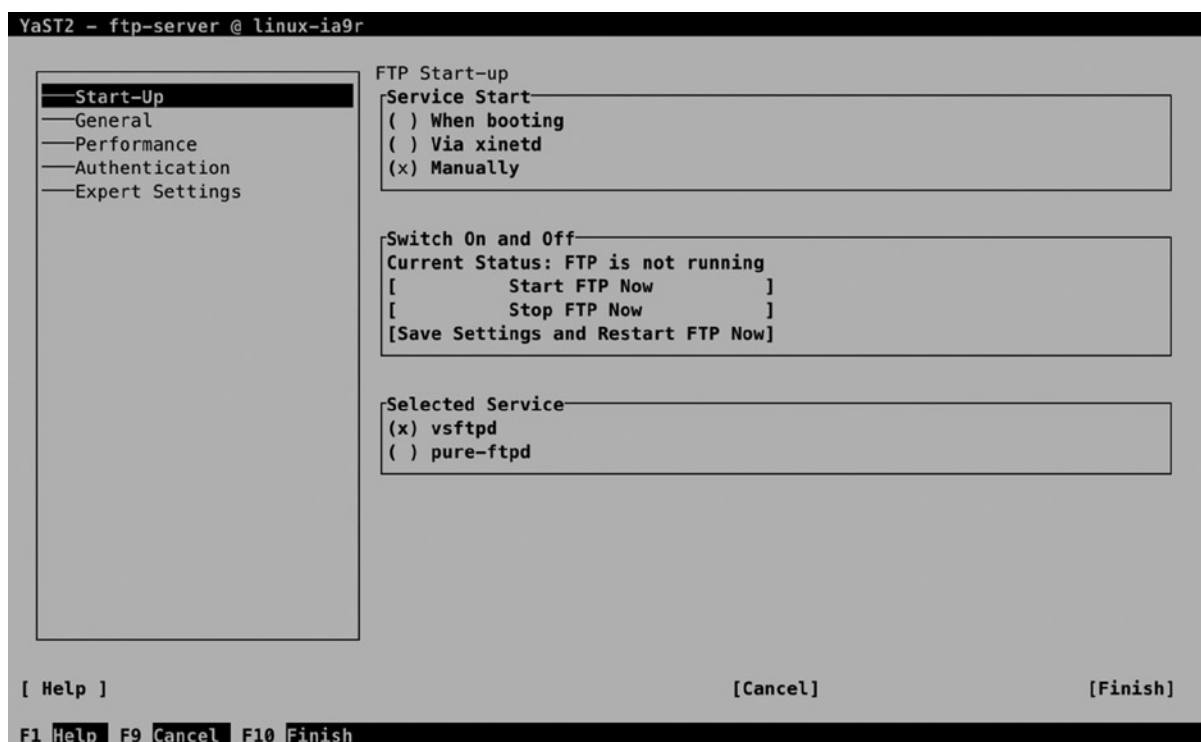 YaST2 – ftp-server @ linux-ia9r
Start-Up
General
Performance
Authentication
Expert Settings
FTP Start-up
Service Start
( ) When booting
( ) Via xinetd
(x) Manually
Switch On and Off
Current Status: FTP is not running
[ Start FTP Now ]
[ Stop FTP Now ]
[Save Settings and Restart FTP Now]
Selected Service
(x) vsftpd
( ) pure-ftpd
[ Help ] [Cancel] [Finish]
F1 Help F9 Cancel F10 Finish